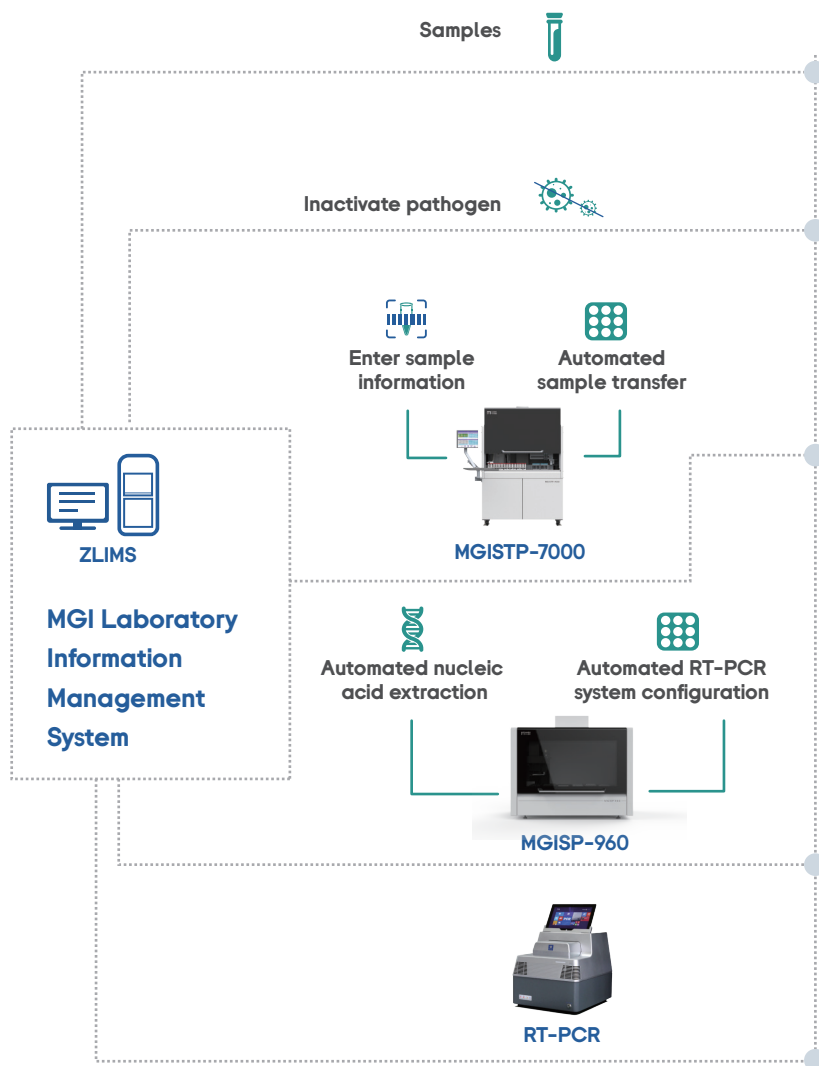 Samples
Inactivate pathogen
Enter sample
information
Automated
sample transfer
MGISTP-7000
ZLIMS
MGI Laboratory
Information
Management
System
Automated nucleic
acid extraction
Automated RT-PCR
system configuration
MGISP-960
RT-PCR